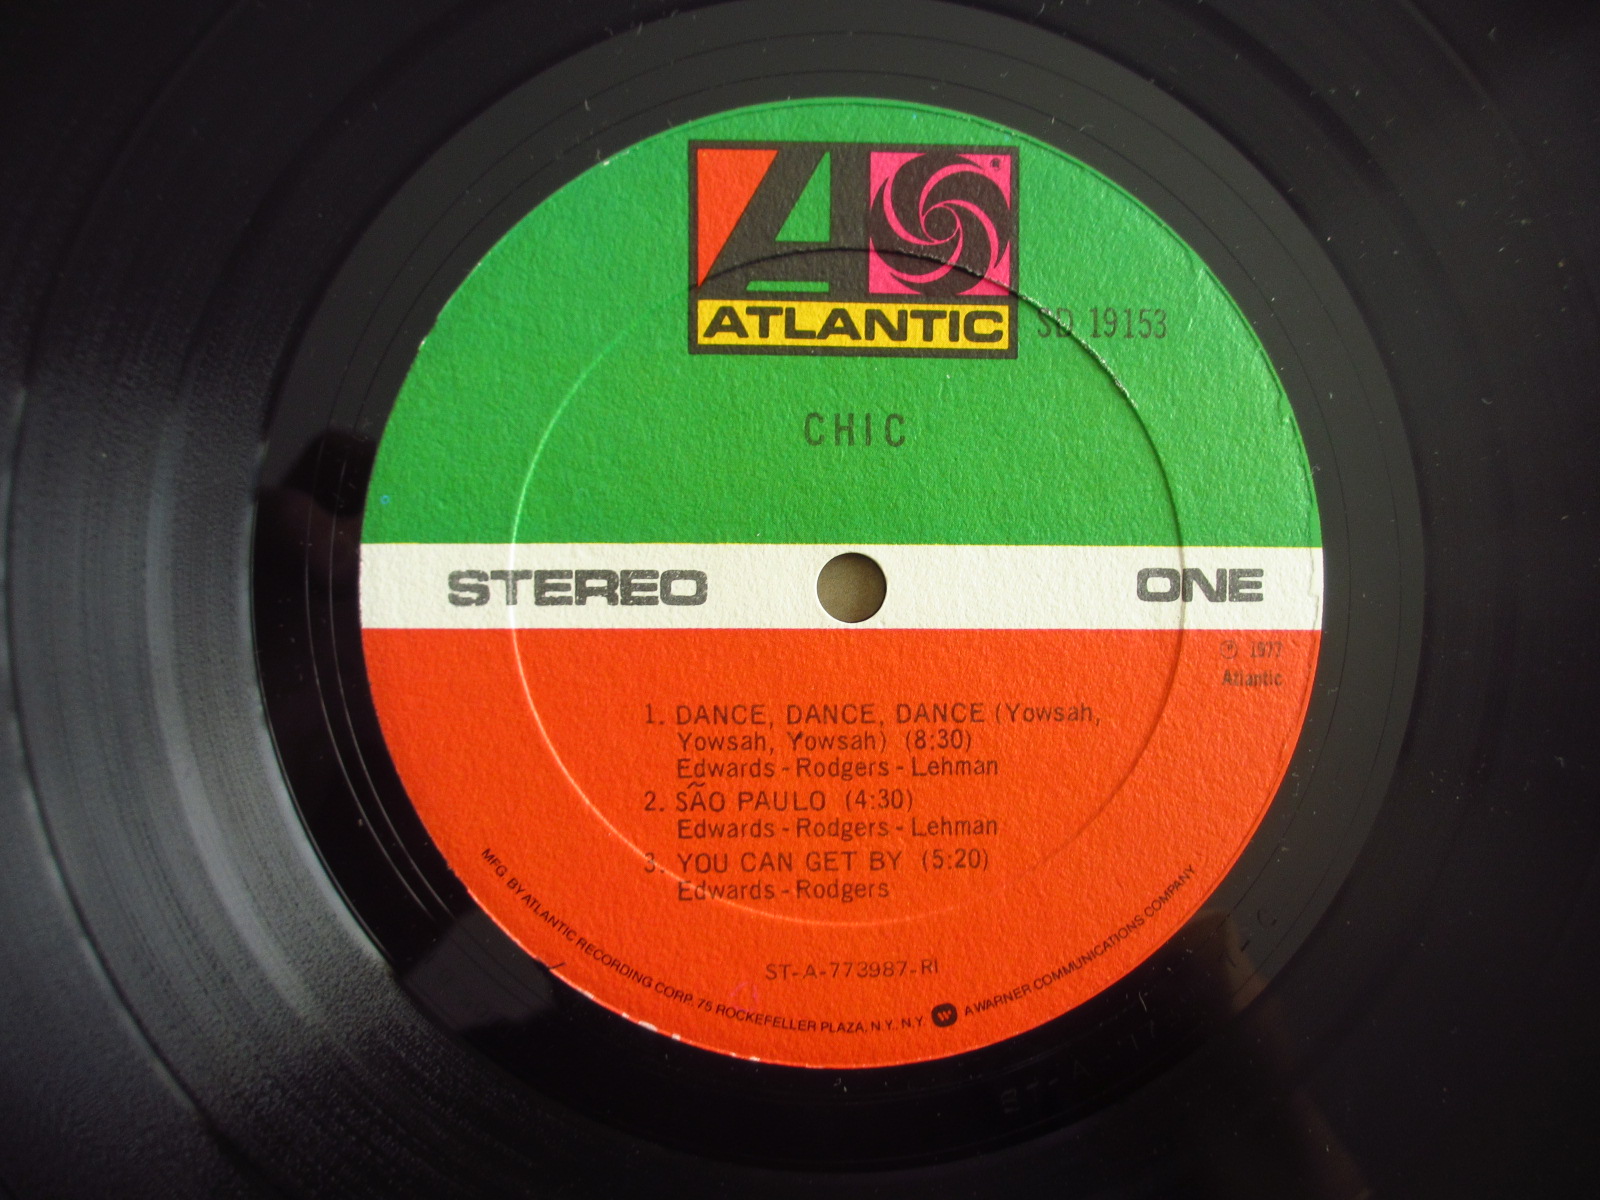 ATLANTIC
SD 19153
CHIC
STEREO
ONE
℗ 1977
Atlantic
1. DANCE, DANCE, DANCE (Yowsah,
Yowsah, Yowsah) (8:30)
Edwards - Rodgers - Lehman
2. SÃO PAULO (4:30)
Edwards - Rodgers - Lehman
3. YOU CAN GET BY (5:20)
Edwards - Rodgers
ST-A-773987-RI
MFG. BY ATLANTIC RECORDING CORP. 75 ROCKEFELLER PLAZA, N.Y. N.Y. W A WARNER COMMUNICATIONS COMPANY